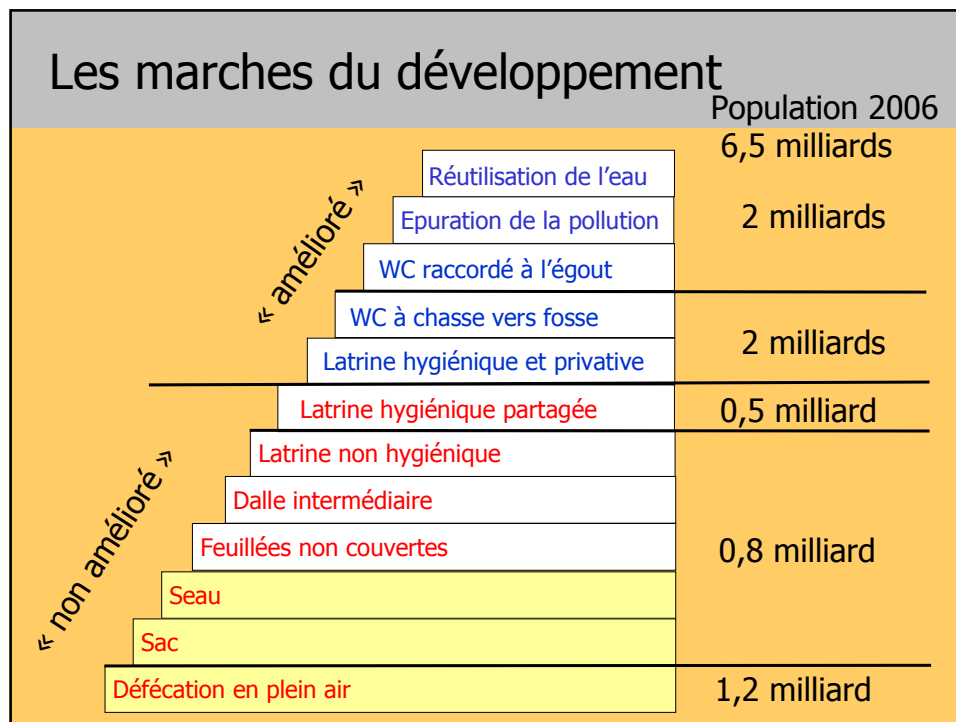 Les marches du développement
Population 2006
6,5 milliards
« amélioré »
Réutilisation de l’eau
Epuration de la pollution
2 milliards
WC raccordé à l’égout
WC à chasse vers fosse
2 milliards
Latrine hygiénique et privative
Latrine hygiénique partagée
0,5 milliard
« non amélioré »
Latrine non hygiénique
Dalle intermédiaire
Feuillées non couvertes
0,8 milliard
Seau
Sac
Défécation en plein air
1,2 milliard